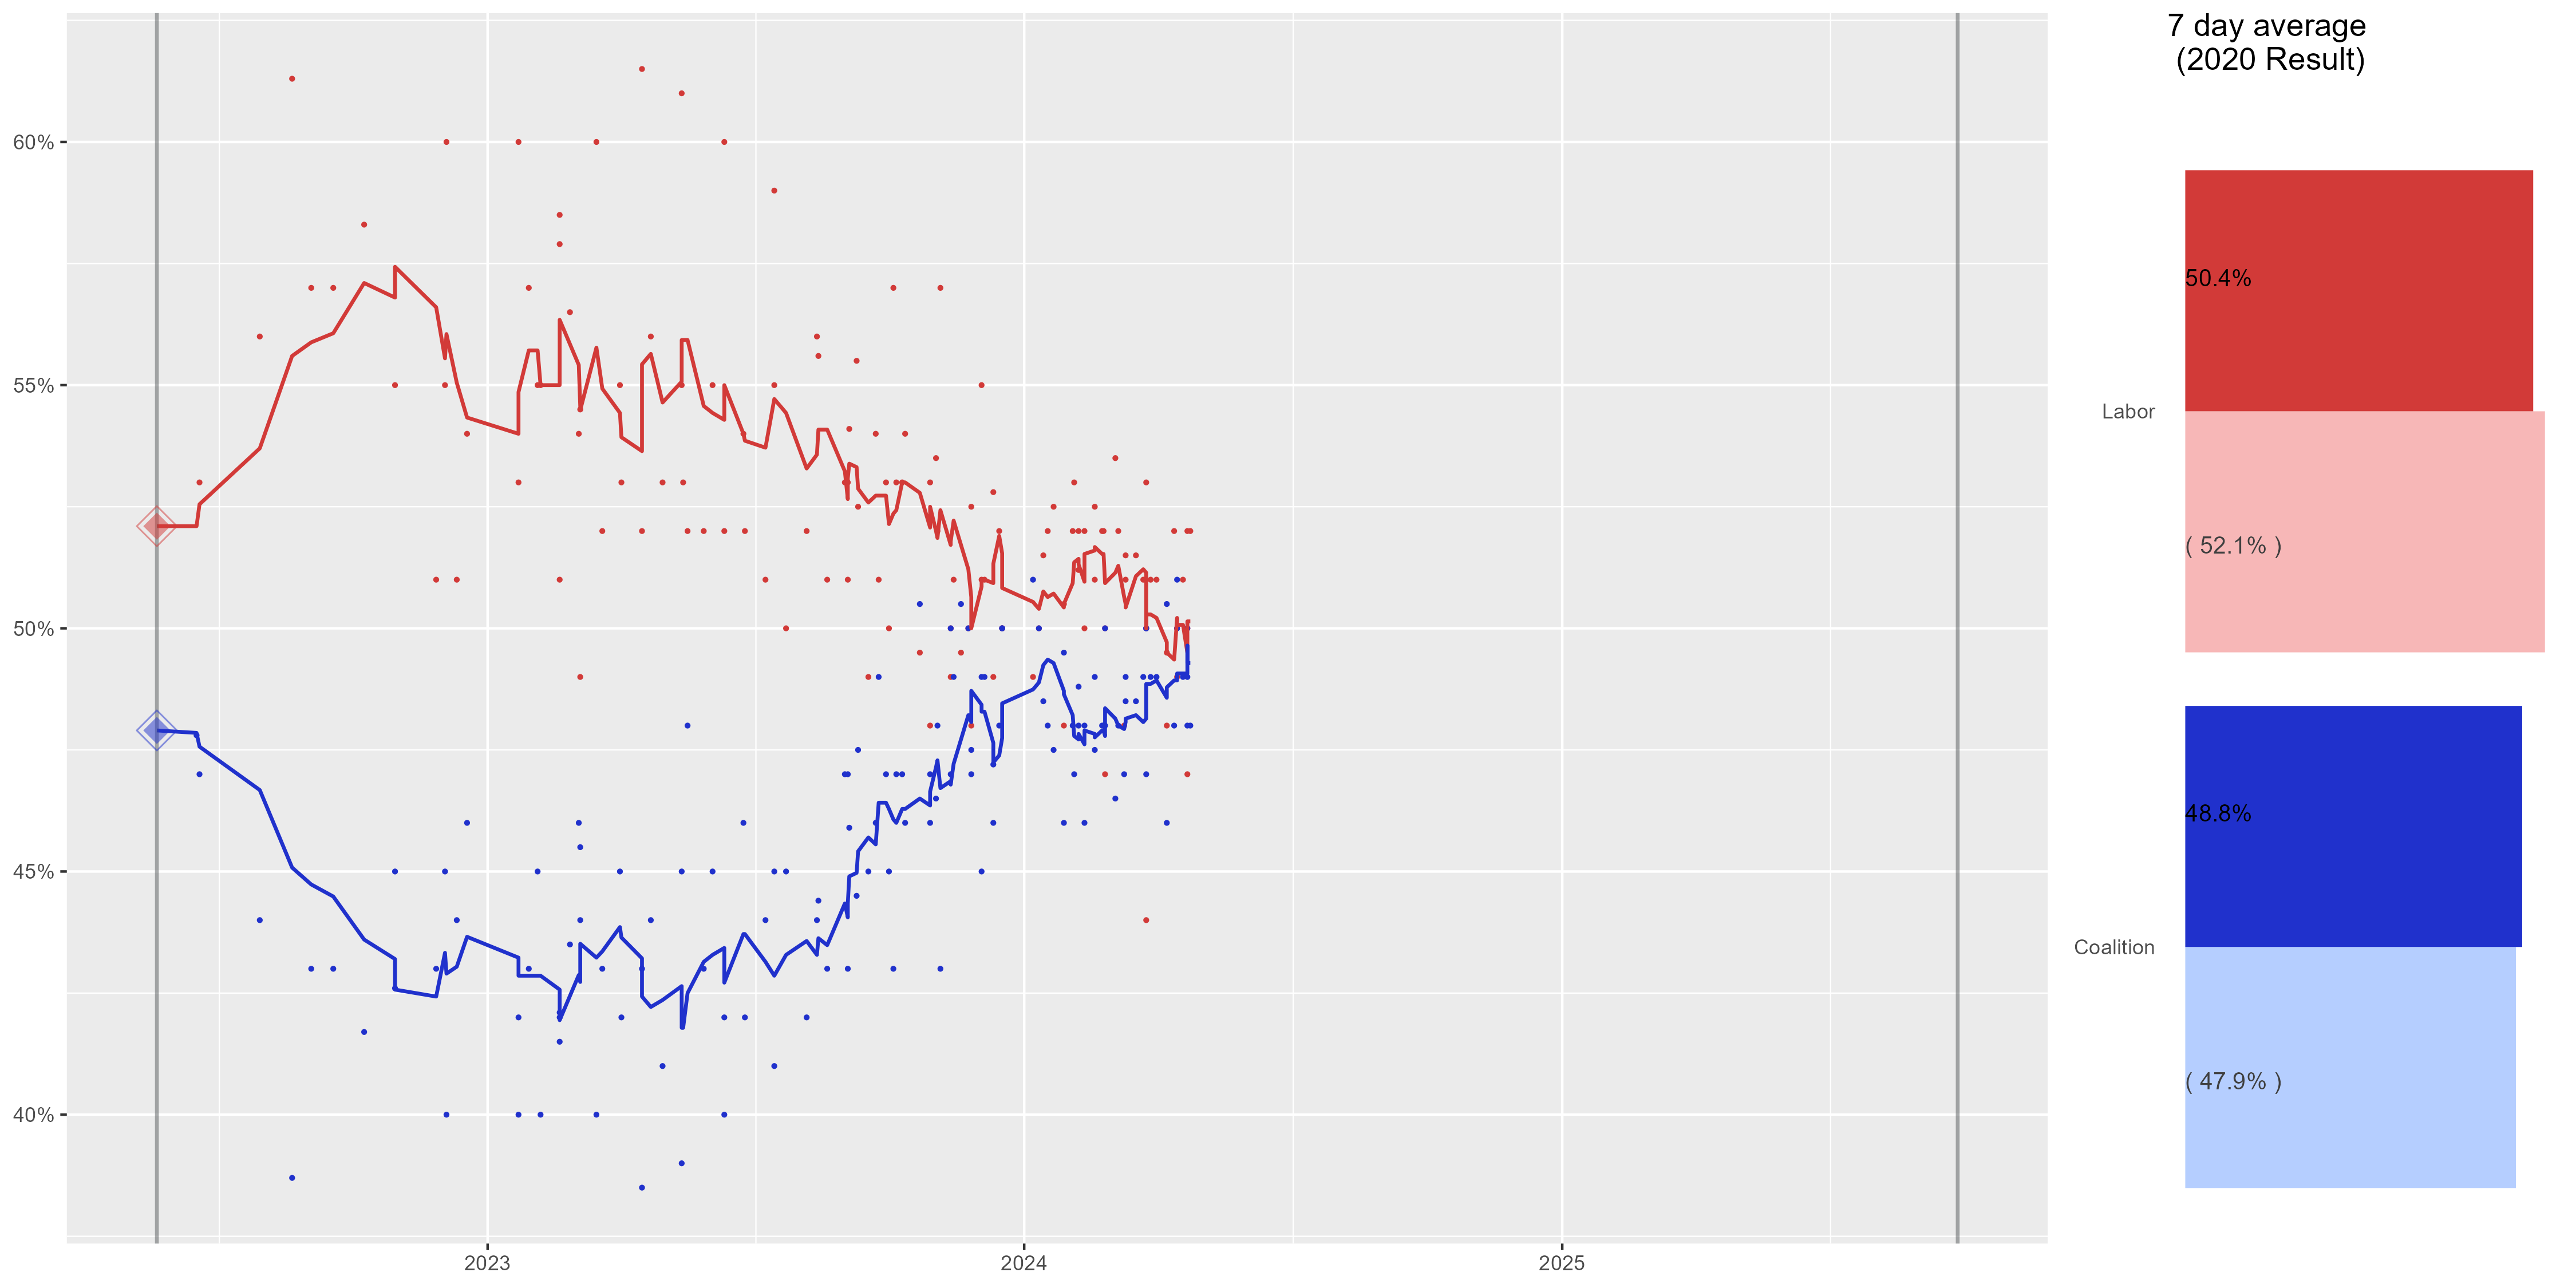 7 day average
(2020 Result)
60%
55%
50%
45%
40%
2023
2024
2025
Labor
50.4%
( 52.1% )
Coalition
48.8%
( 47.9% )